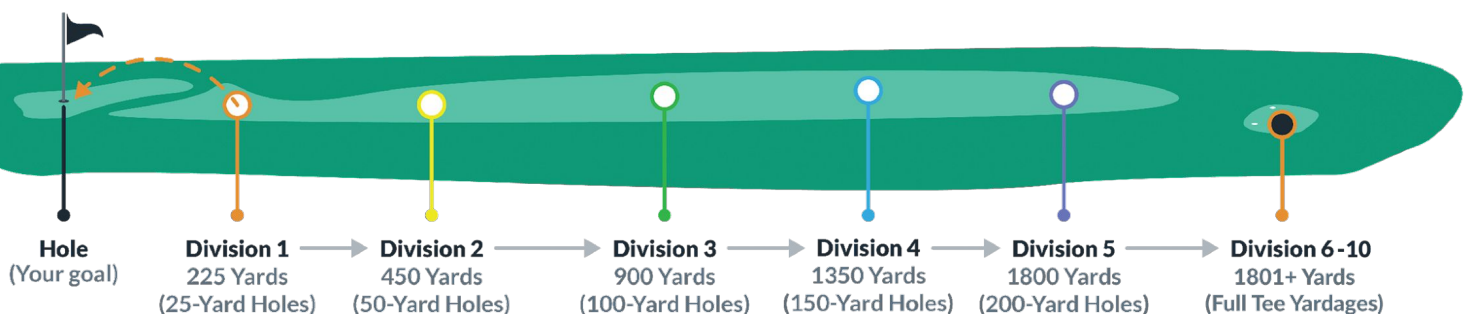 Hole
(Your goal)
Division 1
225 Yards
(25-Yard Holes)
Division 2
450 Yards
(50-Yard Holes)
Division 3
900 Yards
(100-Yard Holes)
Division 4
1350 Yards
(150-Yard Holes)
Division 5
1800 Yards
(200-Yard Holes)
Division 6-10
1801+ Yards
(Full Tee Yardages)